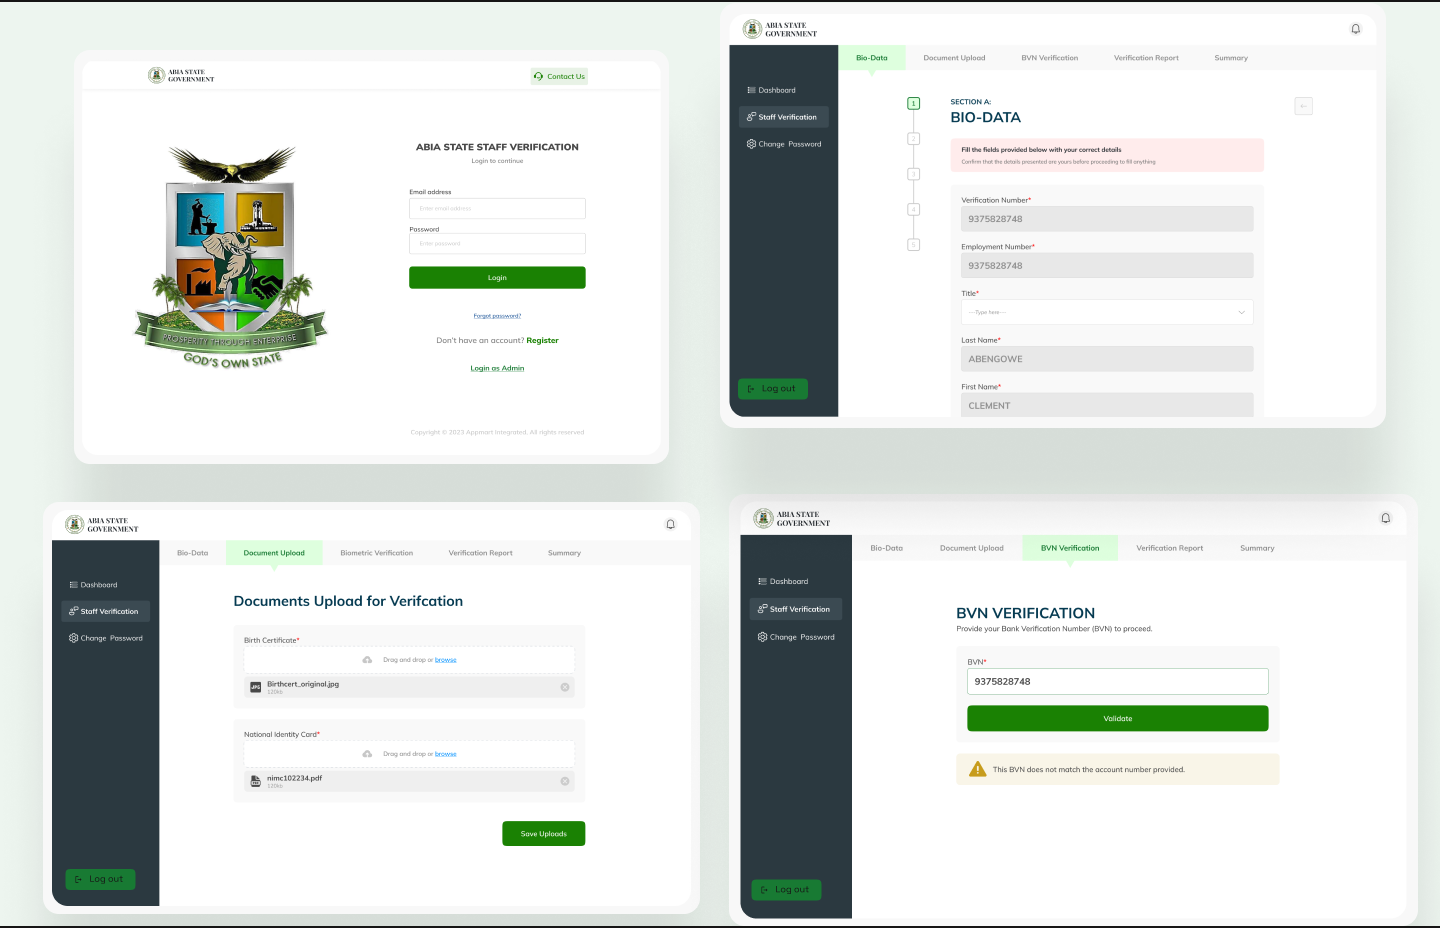 ABIA STATE
GOVERNMENT
Contact Us
ABIA STATE STAFF VERIFICATION
Login to continue
Email address
Enter email address
Password
Enter password
Login
Forgot password?
Don't have an account? Register
Login as Admin
Copyright © 2023 Appmart Integrated, All rights reserved
PROSPERITY THROUGH ENTERPRISE
GOD'S OWN STATE
ABIA STATE
GOVERNMENT
Bio-Data
Document Upload
BVN Verification
Verification Report
Summary
Dashboard
Staff Verification
Change Password
Log out
1
2
3
4
5
SECTION A:
BIO-DATA
Fill the fields provided below with your correct details
Confirm that the details presented are yours before proceeding to fill anything
Verification Number*
9375828748
Employment Number*
9375828748
Title*
---Type here---
Last Name*
ABENGOWE
First Name*
CLEMENT
ABIA STATE
GOVERNMENT
Bio-Data
Document Upload
Biometric Verification
Verification Report
Summary
Dashboard
Staff Verification
Change Password
Log out
Documents Upload for Verifcation
Birth Certificate*
Drag and drop or browse
JPG
Birthcert_original.jpg
120kb
National Identity Card*
Drag and drop or browse
nimc102234.pdf
120kb
Save Uploads
ABIA STATE
GOVERNMENT
Bio-Data
Document Upload
BVN Verification
Verification Report
Summary
Dashboard
Staff Verification
Change Password
Log out
BVN VERIFICATION
Provide your Bank Verification Number (BVN) to proceed.
BVN*
9375828748
Validate
This BVN does not match the account number provided.